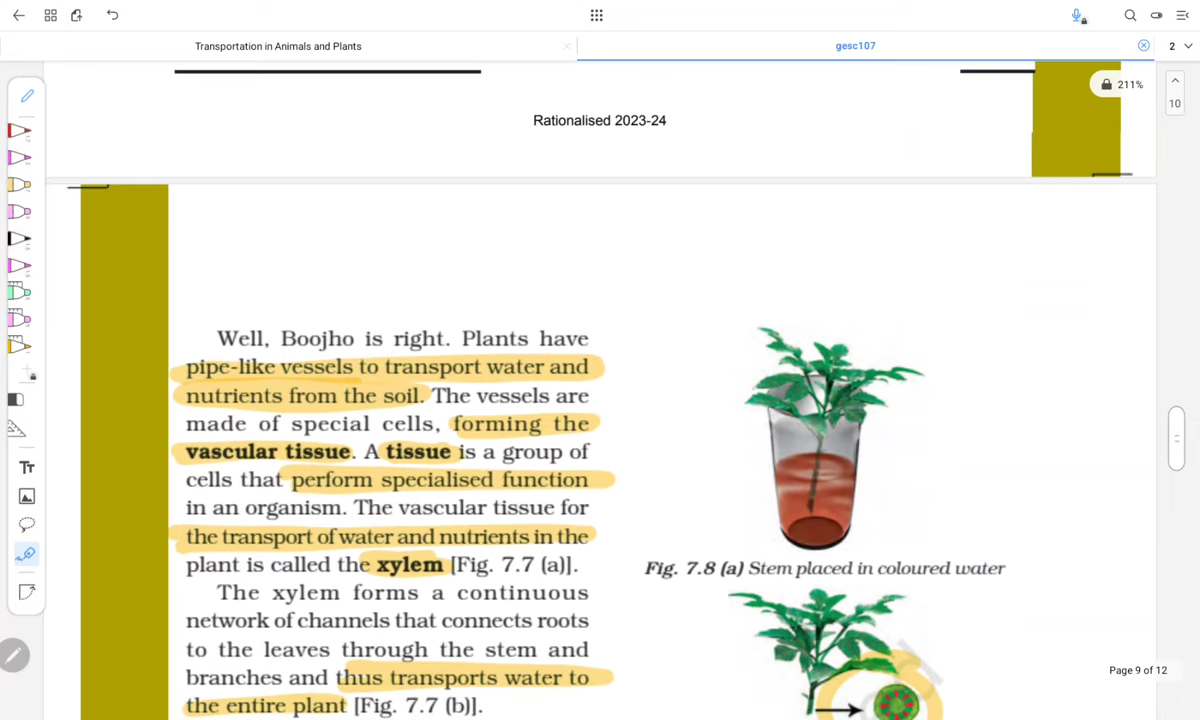 Transportation in Animals and Plants
gesc107
2
211%
10
Rationalised 2023-24
Well, Boojho is right. Plants have
pipe-like vessels to transport water and
nutrients from the soil. The vessels are
made of special cells, forming the
vascular tissue. A tissue is a group of
cells that perform specialised function
in an organism. The vascular tissue for
the transport of water and nutrients in the
plant is called the xylem [Fig. 7.7 (a)].
The xylem forms a continuous
network of channels that connects roots
to the leaves through the stem and
branches and thus transports water to
the entire plant [Fig. 7.7 (b)].
Fig. 7.8 (a) Stem placed in coloured water
Page 9 of 12
Tт